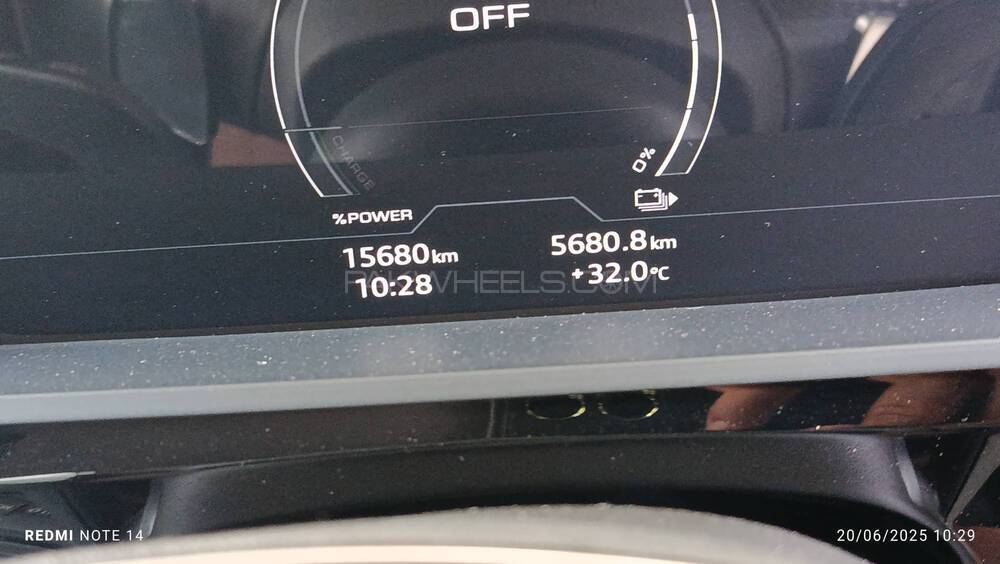 OFF
CHARGE
0%
%POWER
15680km
5680.8km
10:28
+32.0°C
PAKWHEELS.COM
REDMI NOTE 14
20/06/2025 10:29